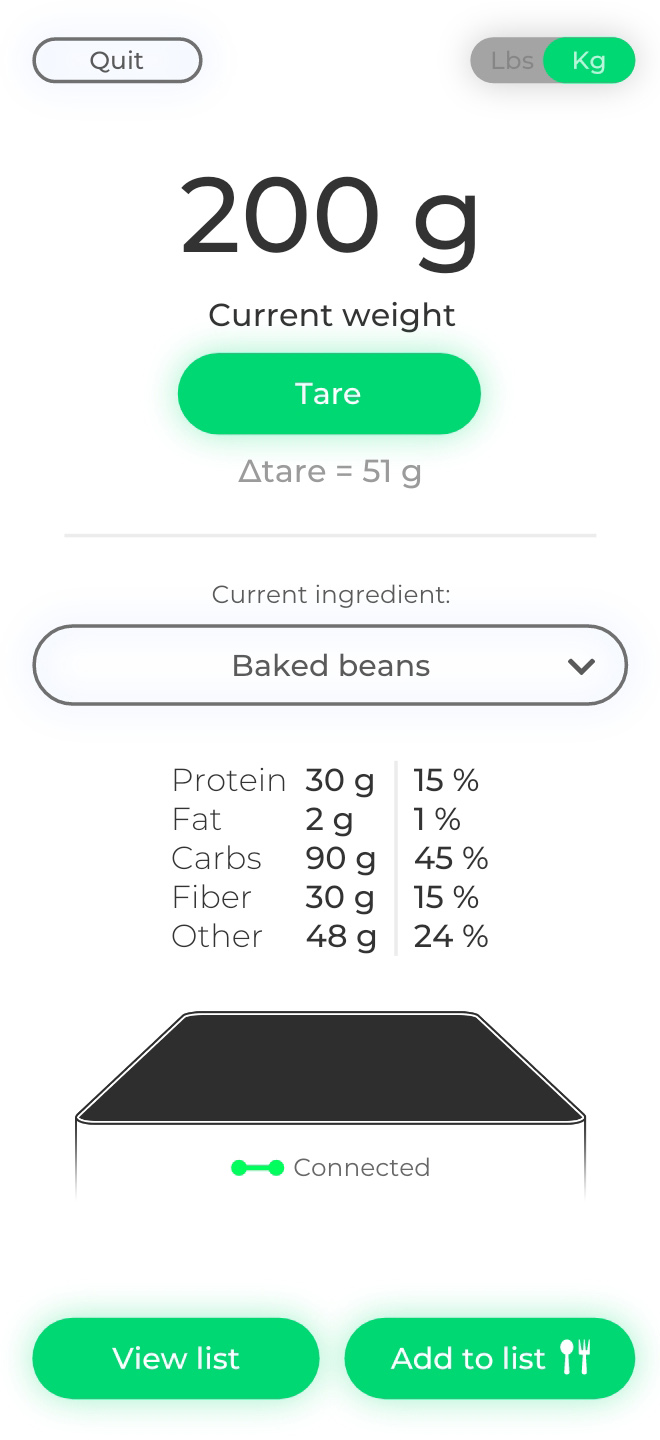 Quit
Lbs Kg
200 g
Current weight
Tare
Δtare = 51 g
Current ingredient:
Baked beans
Protein 30 g 15 %
Fat 2 g 1 %
Carbs 90 g 45 %
Fiber 30 g 15 %
Other 48 g 24 %
Connected
View list
Add to list